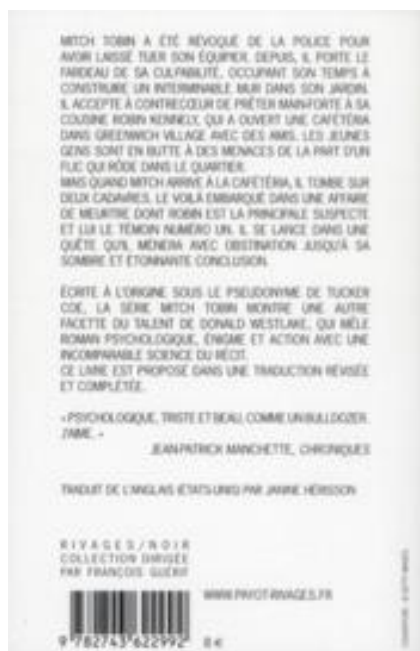 MITCH TOBIN A ÉTÉ RÉVOQUÉ DE LA POLICE POUR
AVOIR LAISSÉ TUER SON ÉQUIPIER. DEPUIS, IL PORTE LE
FARDEAU DE SA CULPABILITÉ, OCCUPANT SON TEMPS À
CONSTRUIRE UN INTERMINABLE MUR DANS SON JARDIN.
IL ACCEPTE À CONTRECŒUR DE PRÊTER MAIN-FORTE À SA
COUSINE ROBIN KENNELY, QUI A OUVERT UNE CAFÉTÉRIA
DANS GREENWICH VILLAGE AVEC DES AMIS. LES JEUNES
GENS SONT EN BUTTE À DES MENACES DE LA PART D'UN
FLIC QUI RÔDE DANS LE QUARTIER.
MAIS QUAND MITCH ARRIVE À LA CAFÉTÉRIA, IL TOMBE SUR
DEUX CADAVRES. LE VOILÀ EMBARQUÉ DANS UNE AFFAIRE
DE MEURTRE DONT ROBIN EST LA PRINCIPALE SUSPECTE
ET LUI LE TÉMOIN NUMÉRO UN. IL SE LANCE DANS UNE
QUÊTE QU'IL MÈNERA AVEC OBSTINATION JUSQU'À SA
SOMBRE ET ÉTONNANTE CONCLUSION.
ÉCRITE À L'ORIGINE SOUS LE PSEUDONYME DE TUCKER
COE, LA SÉRIE MITCH TOBIN MONTRE UNE AUTRE
FACETTE DU TALENT DE DONALD WESTLAKE, QUI MÊLE
ROMAN PSYCHOLOGIQUE, ÉNIGME ET ACTION AVEC UNE
INCOMPARABLE SCIENCE DU RÉCIT.
CE LIVRE EST PROPOSÉ DANS UNE TRADUCTION RÉVISÉE
ET COMPLÉTÉE.
« PSYCHOLOGIQUE, TRISTE ET BEAU, COMME UN BULLDOZER.
J'AIME. »
JEAN-PATRICK MANCHETTE, CHRONIQUES
TRADUIT DE L'ANGLAIS (ÉTATS-UNIS) PAR JANINE HÉRISSON
RIVAGES/NOIR
COLLECTION DIRIGÉE
PAR FRANÇOIS GUÉRIF
WWW.PAYOT-RIVAGES.FR
9 782743 622992 8 €